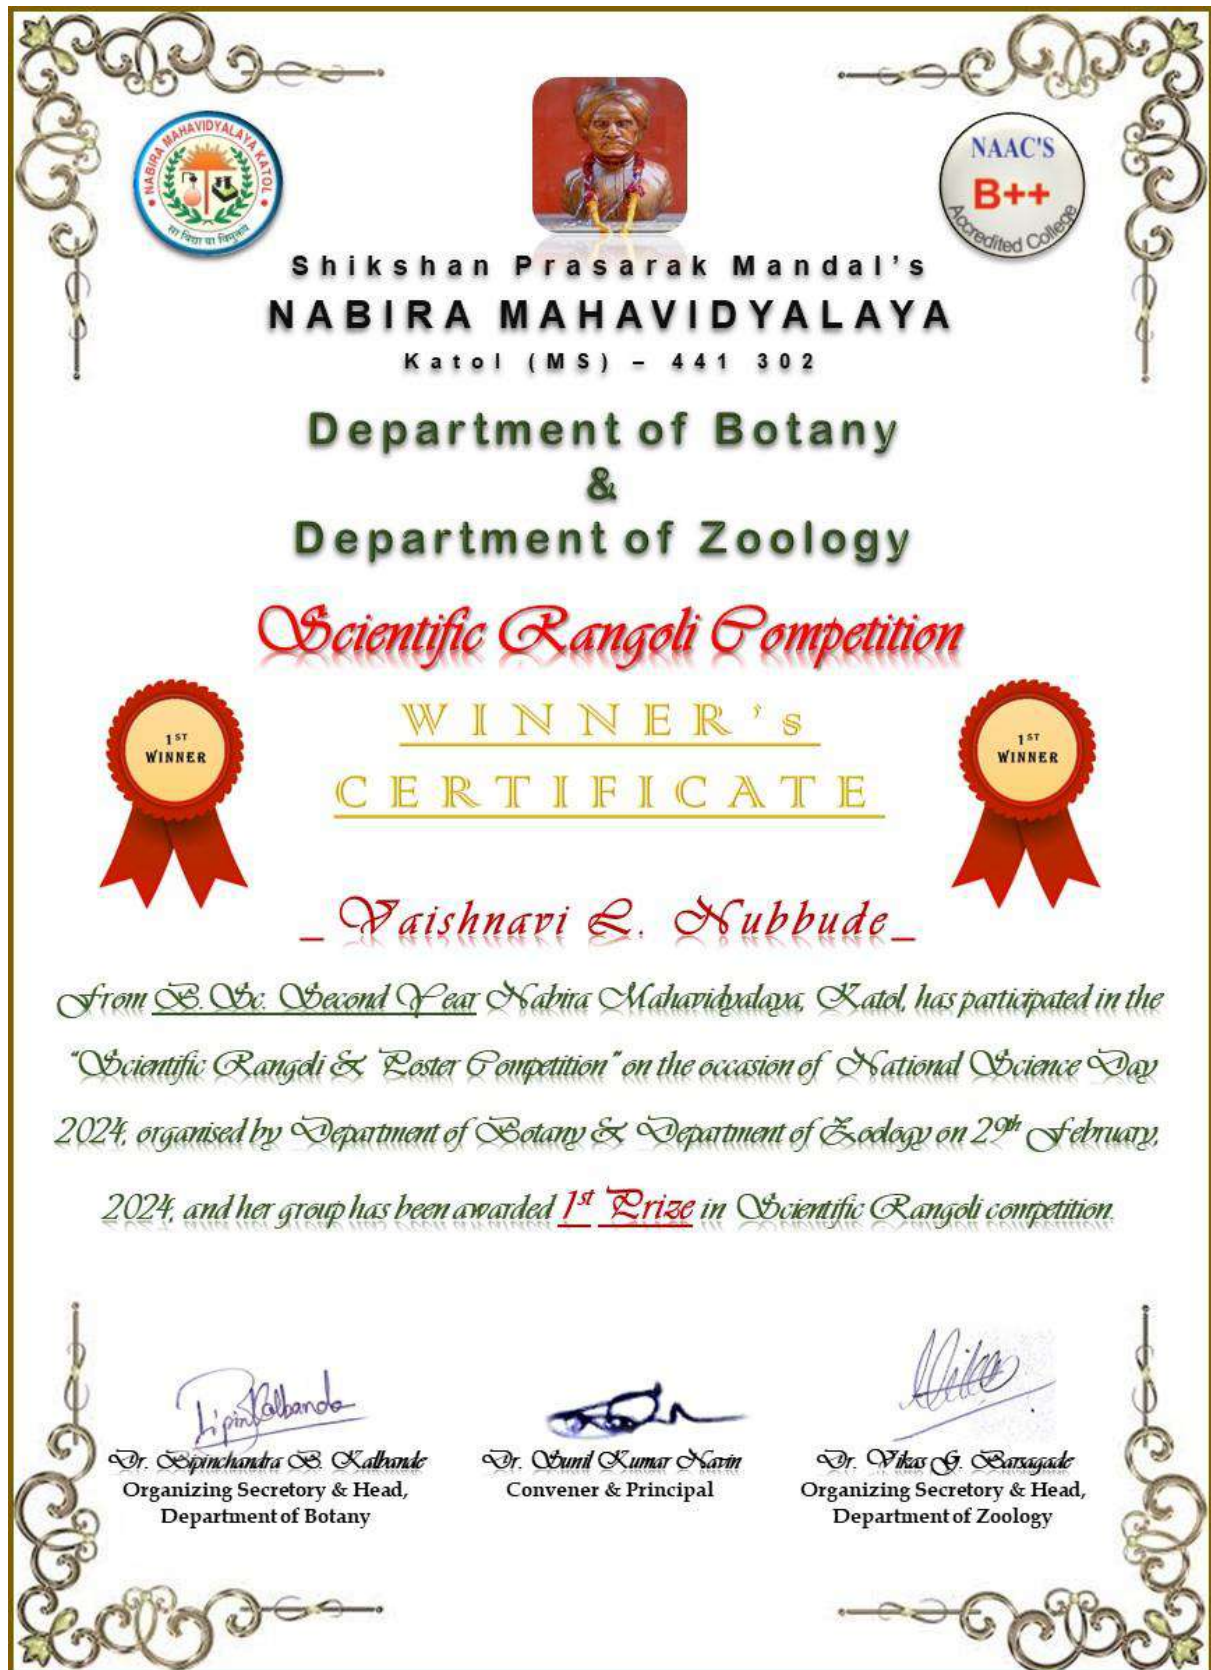 NABIRA MAHAVIDYALAYA KATOL
सा विद्या या विमुक्तये
NAAC'S
B++
Accredited College
Shikshan Prasarak Mandal's
NABIRA MAHAVIDYALAYA
Katol (MS) – 441 302
Department of Botany
&
Department of Zoology
Scientific Rangoli Competition
WINNER's
CERTIFICATE
1ST
WINNER
1ST
WINNER
_ Vaishnavi L. Nubbude_
From B.Sc. Second Year Nabira Mahavidyalaya, Katol, has participated in the
"Scientific Rangoli & Poster Competition" on the occasion of National Science Day
2024, organised by Department of Botany & Department of Zoology on 29th February,
2024, and her group has been awarded 1st Prize in Scientific Rangoli competition.
BipinKalbande
Dr. Bipinchandra B. Kalbande
Organizing Secretory & Head,
Department of Botany
Dr. Sunil Kumar Navin
Convener & Principal
Dr. Vikas G. Barsagade
Organizing Secretory & Head,
Department of Zoology